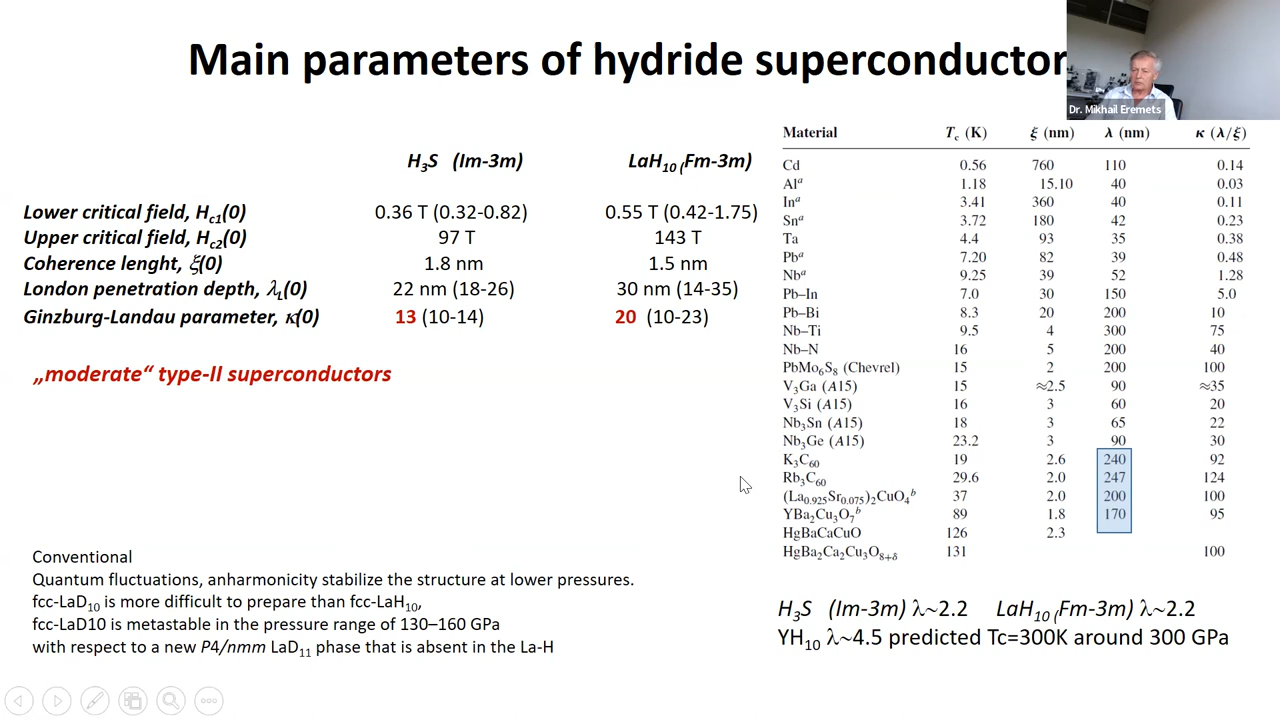 Main parameters of hydride superconductor
Dr. Mikhail Eremets
H3S (Im-3m) LaH10 (Fm-3m)
Lower critical field, Hc1(0) 0.36 T (0.32-0.82) 0.55 T (0.42-1.75)
Upper critical field, Hc2(0) 97 T 143 T
Coherence lenght, ξ(0) 1.8 nm 1.5 nm
London penetration depth, λL(0) 22 nm (18-26) 30 nm (14-35)
Ginzburg-Landau parameter, κ(0) 13 (10-14) 20 (10-23)
„moderate“ type-II superconductors
Material Tc (K) ξ (nm) λ (nm) κ (λ/ξ)
Cd 0.56 760 110 0.14
Alᵃ 1.18 15.10 40 0.03
Inᵃ 3.41 360 40 0.11
Snᵃ 3.72 180 42 0.23
Ta 4.4 93 35 0.38
Pbᵃ 7.20 82 39 0.48
Nbᵃ 9.25 39 52 1.28
Pb–In 7.0 30 150 5.0
Pb–Bi 8.3 20 200 10
Nb–Ti 9.5 4 300 75
Nb–N 16 5 200 40
PbMo6S8 (Chevrel) 15 2 200 100
V3Ga (A15) 15 ≈2.5 90 ≈35
V3Si (A15) 16 3 60 20
Nb3Sn (A15) 18 3 65 22
Nb3Ge (A15) 23.2 3 90 30
K3C60 19 2.6 240 92
Rb3C60 29.6 2.0 247 124
(La0.925Sr0.075)2CuO4ᵇ 37 2.0 200 100
YBa2Cu3O7ᵇ 89 1.8 170 95
HgBaCaCuO 126 2.3
HgBa2Ca2Cu3O8+δ 131 100
Conventional
Quantum fluctuations, anharmonicity stabilize the structure at lower pressures.
fcc-LaD10 is more difficult to prepare than fcc-LaH10,
fcc-LaD10 is metastable in the pressure range of 130–160 GPa
with respect to a new P4/nmm LaD11 phase that is absent in the La-H
H3S (Im-3m) λ~2.2 LaH10 (Fm-3m) λ~2.2
YH10 λ~4.5 predicted Tc=300K around 300 GPa